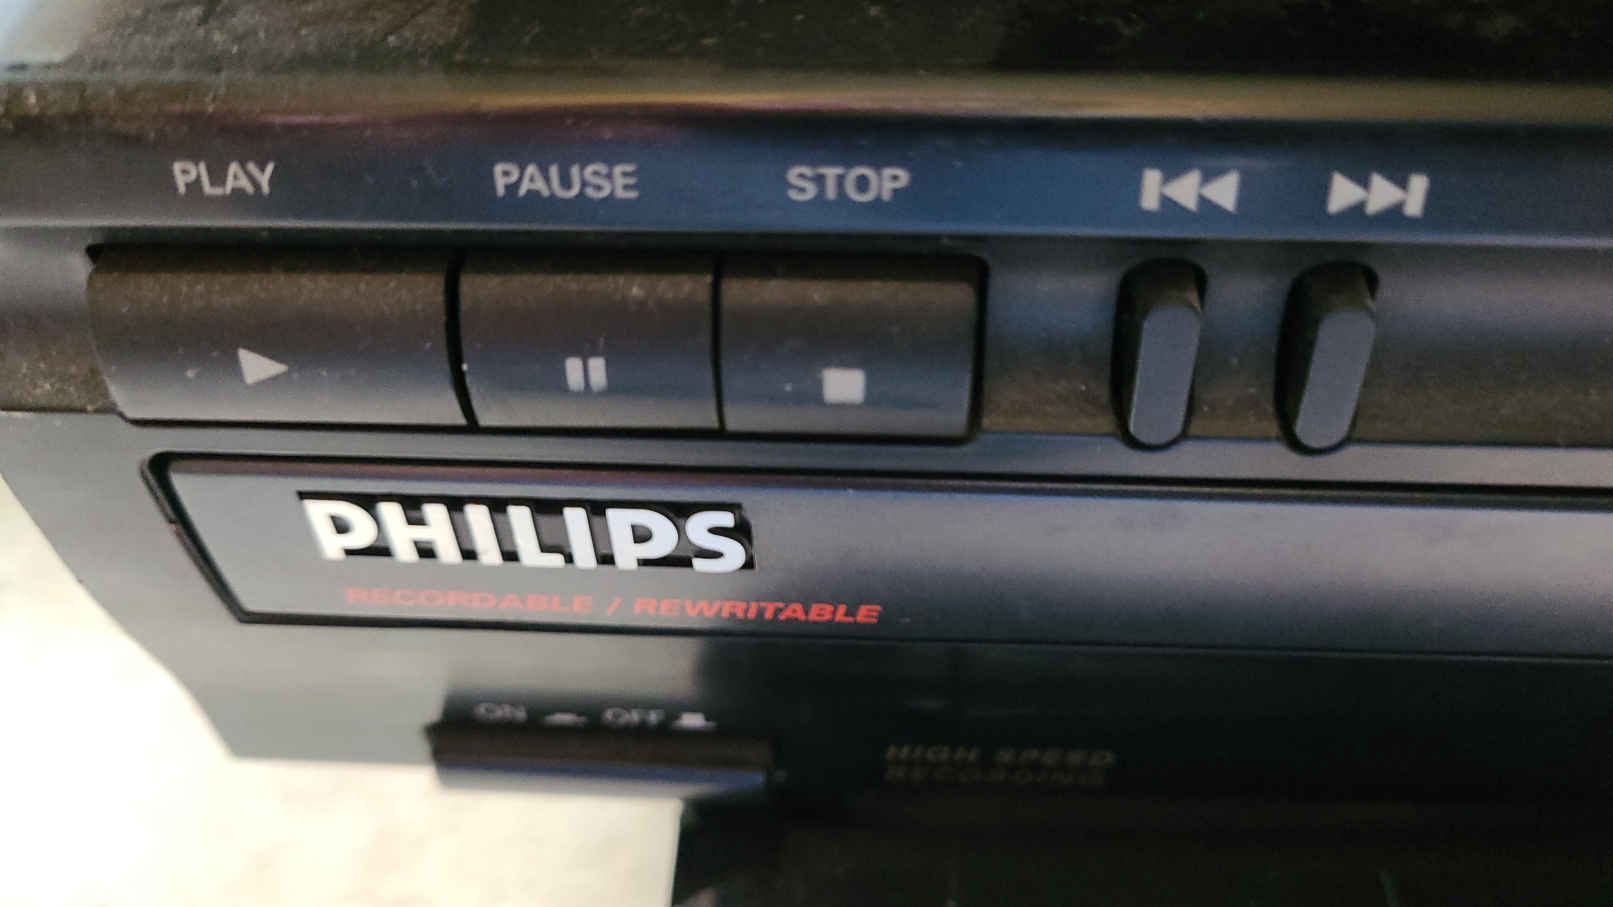 PLAY PAUSE STOP
PHILIPS
RECORDABLE / REWRITABLE
ON OFF
HIGH SPEED
RECORDING